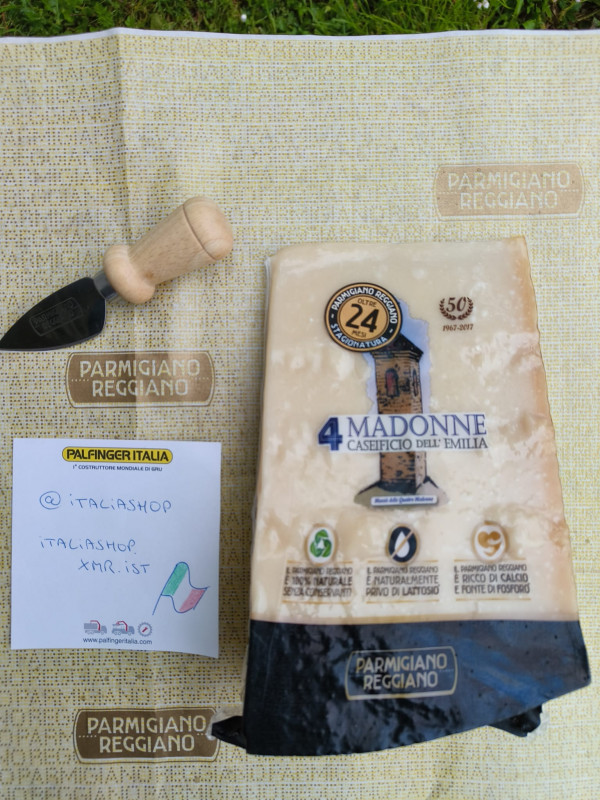 PARMIGIANO
REGGIANO
PARMIGIANO REGGIANO
OLTRE
24
MESI
STAGIONATURA
50
1967-2017
PARMIGIANO
REGGIANO
4 MADONNE
CASEIFICIO DELL'EMILIA
PALFINGER ITALIA
1° COSTRUTTORE MONDIALE DI GRU
@ iTALiASHOP
iTALiASHOP.
XMR.iST
www.palfingeritalia.com
IL PARMIGIANO REGGIANO
È 100% NATURALE
SENZA CONSERVANTI
IL PARMIGIANO REGGIANO
È NATURALMENTE
PRIVO DI LATTOSIO
IL PARMIGIANO REGGIANO
È RICCO DI CALCIO
E FONTE DI FOSFORO
PARMIGIANO
REGGIANO
PARMIGIANO
REGGIANO